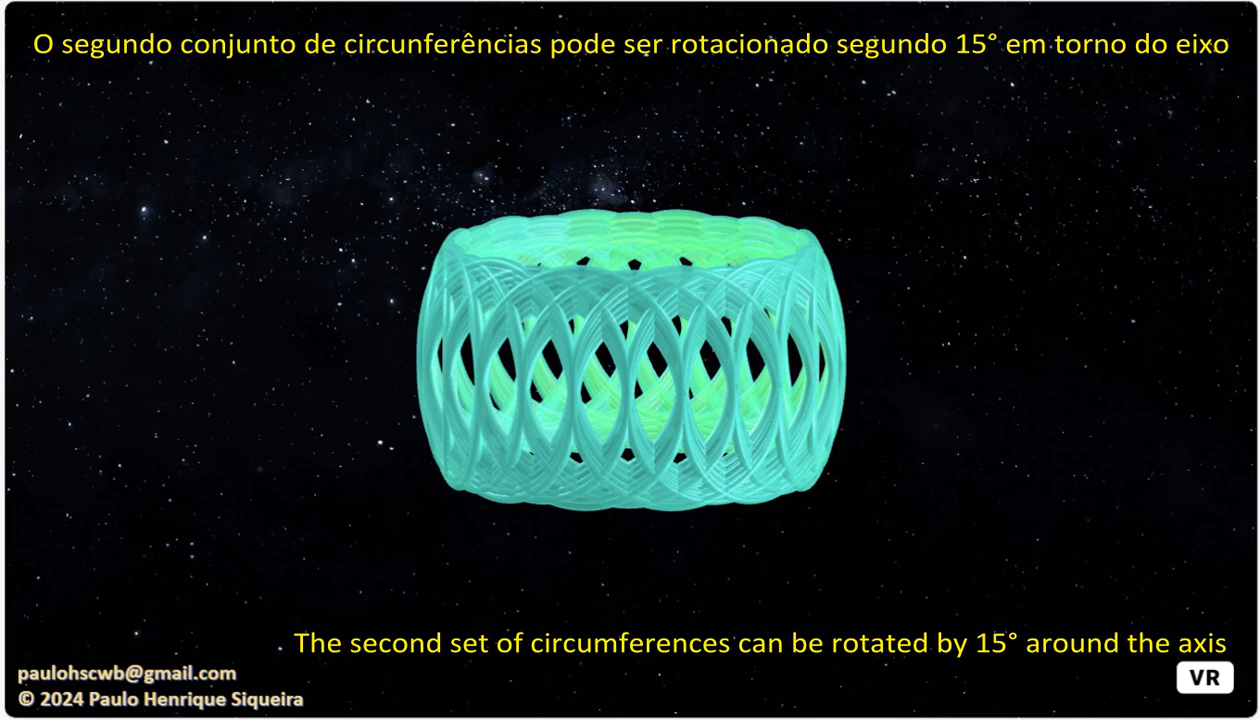 O segundo conjunto de circunferências pode ser rotacionado segundo 15° em torno do eixo
The second set of circumferences can be rotated by 15° around the axis
paulohscwb@gmail.com
© 2024 Paulo Henrique Siqueira
VR